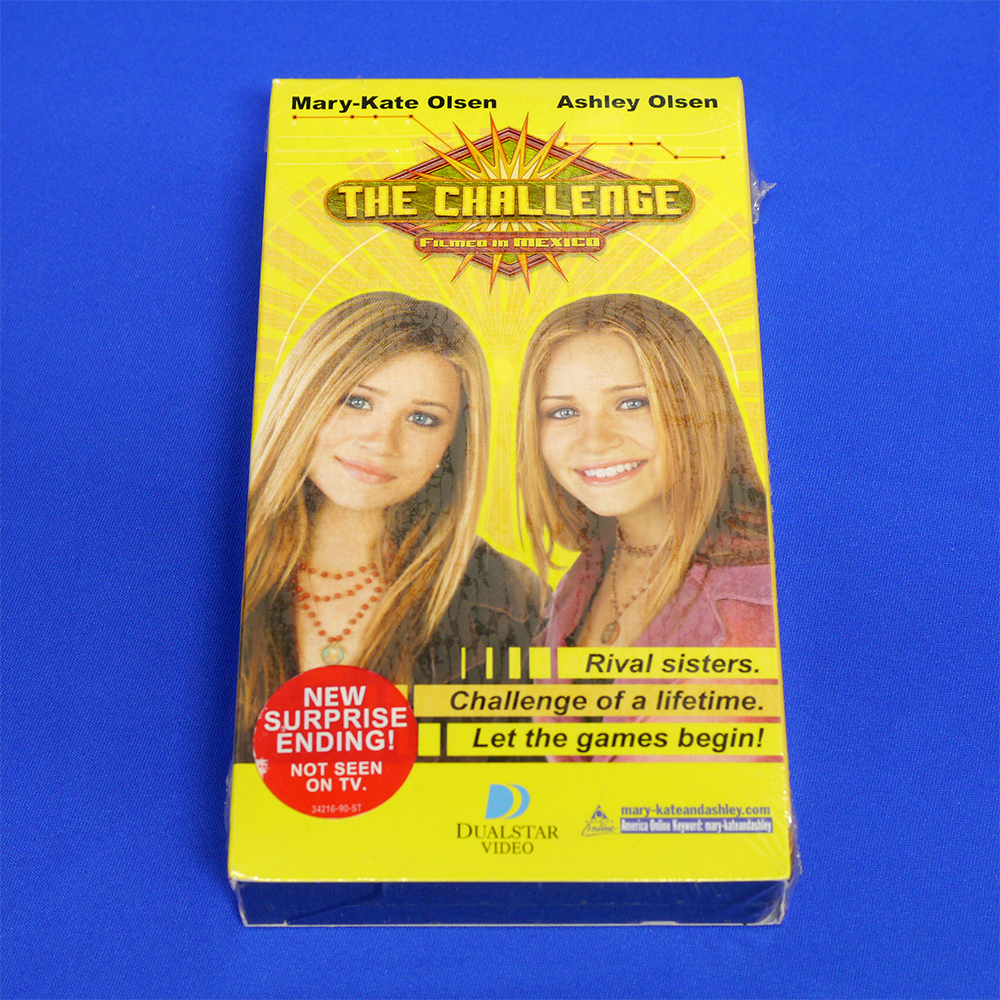 Mary-Kate Olsen
Ashley Olsen
THE CHALLENGE
FILMED IN MEXICO
Rival sisters.
Challenge of a lifetime.
Let the games begin!
NEW
SURPRISE
ENDING!
NOT SEEN
ON TV.
34216-90-ST
DUALSTAR
VIDEO
mary-kateandashley.com
America Online Keyword: mary-kateandashley